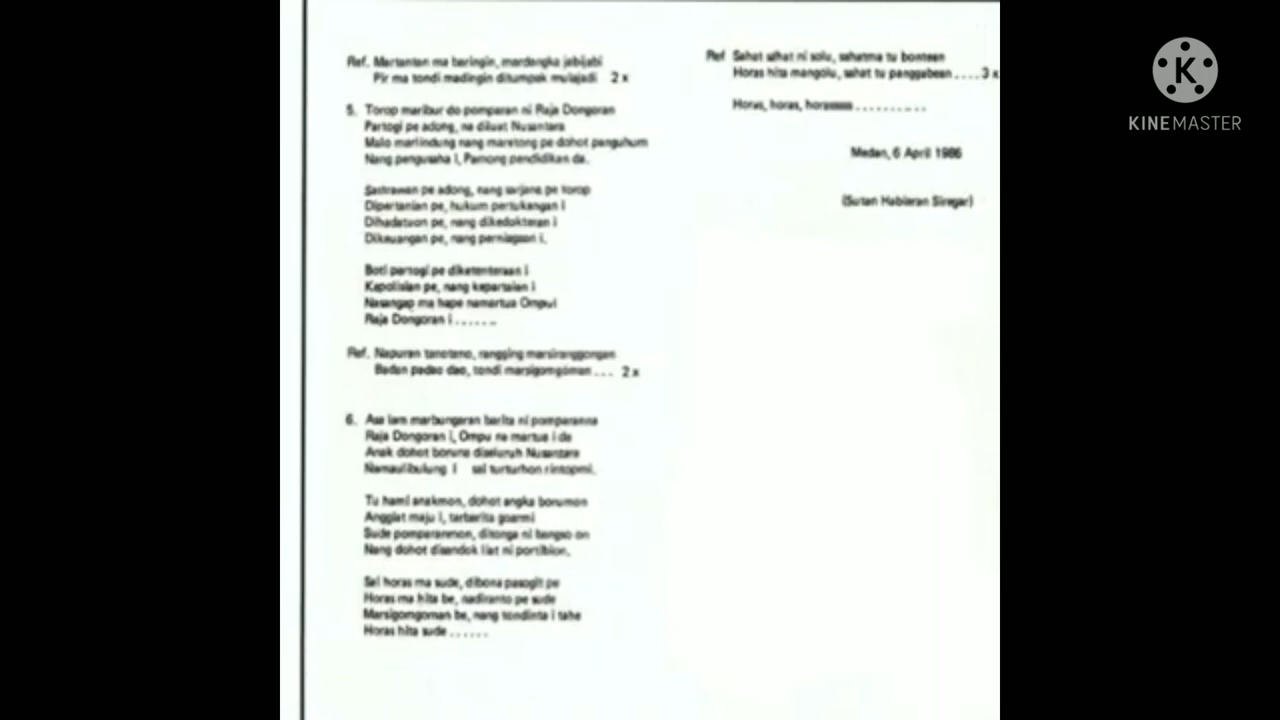 Ref. Martantan ma baringin, mardangka jabijabi
Pir ma tondi madingin ditumpak mulajadi 2 x
5. Torop maribur do pomparan ni Raja Dongoran
Partogi pe adong, na diluat Nusantara
Malo marlindung nang maretong pe dohot panguhum
Nang pengusaha i, Pamong pendidikan da.
Sastrawan pe adong, nang sarjana pe torop
Dipertanian pe, hukum pertukangan i
Dihadatuon pe, nang dikedokteran i
Dikeuangan pe, nang perniagaan i.
Boti partogi pe diketenteraan i
Kepolisian pe, nang kepartaian i
Nasangap ma hape namartua Ompui
Raja Dongoran i.......
Ref. Napuran tanotano, rangging marsiranggongan
Badan padao dao, tondi marsigomgoman ... 2 x
6. Asa lam marbungaran barita ni pomparanna
Raja Dongoran i, Ompu na martua i da
Anak dohot boruna diseluruh Nusantara
Namaulibulung i sai turturhon rintopmi.
Tu hami anakmon, dohot angka borumon
Anggiat maju i, tarbarita goarmi
Sude pomparanmon, ditonga ni bangso on
Nang dohot disandok liat ni portibion.
Sai horas ma sude, dibona pasogit pe
Horas ma hita be, nadiranto pe sude
Marsigomgoman be, nang tondinta i tahe
Horas hita sude ......
Ref Sahat sihat ni solu, sahatma tu bontean
Horas hita mangolu, sahat tu panggabean .... 3 x
Horas, horas, horasssss ...........
Medan, 6 April 1986
(Sutan Habiaran Siregar)
K
KINEMASTER